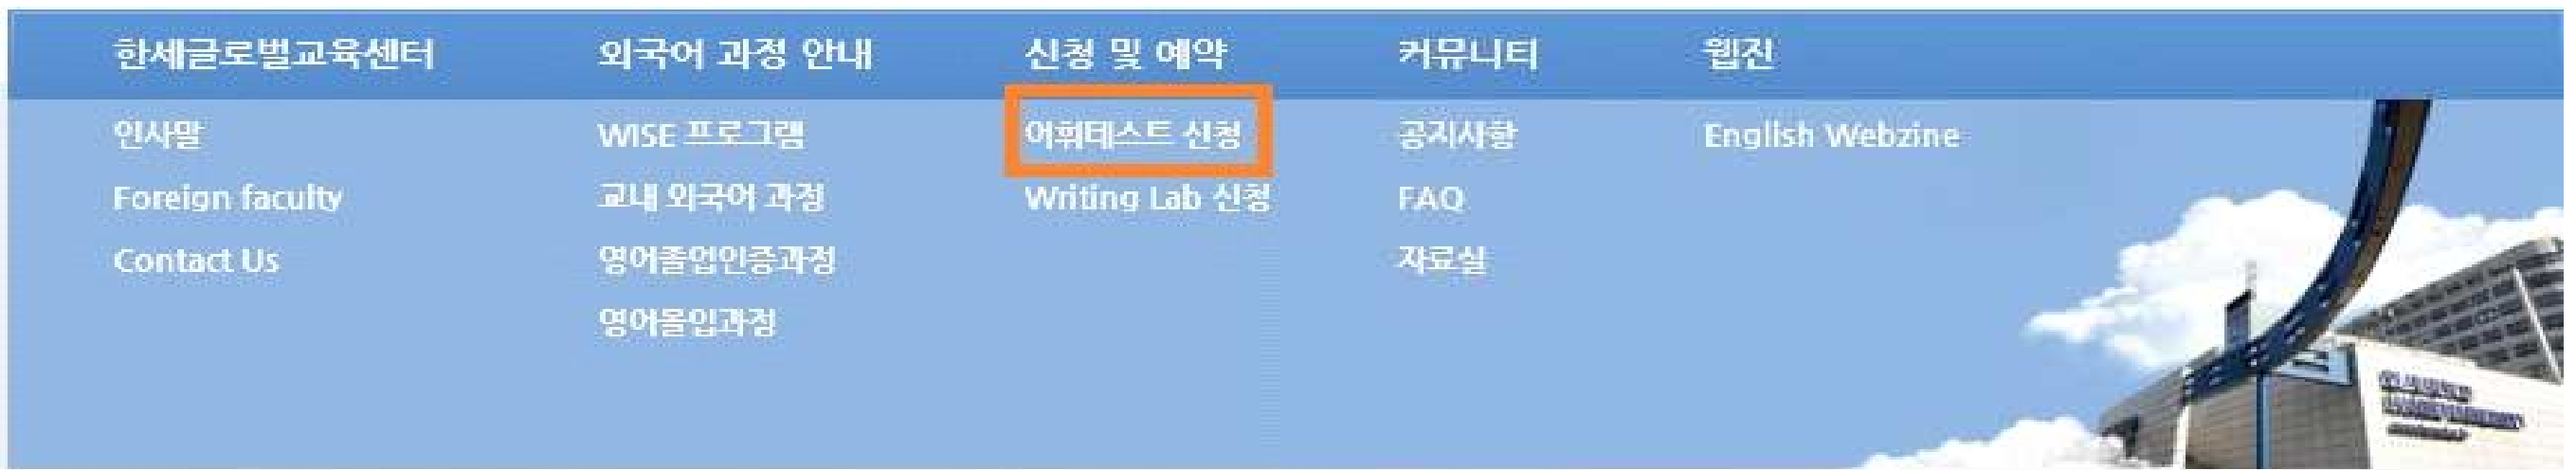 한세글로벌교육센터 외국어 과정 안내 신청 및 예약 커뮤니티 웹진
인사말 WISE 프로그램 어휘테스트 신청 공지사항 English Webzine
Foreign faculty 교내 외국어 과정 Writing Lab 신청 FAQ
Contact Us 영어졸업인증과정 자료실
영어몰입과정